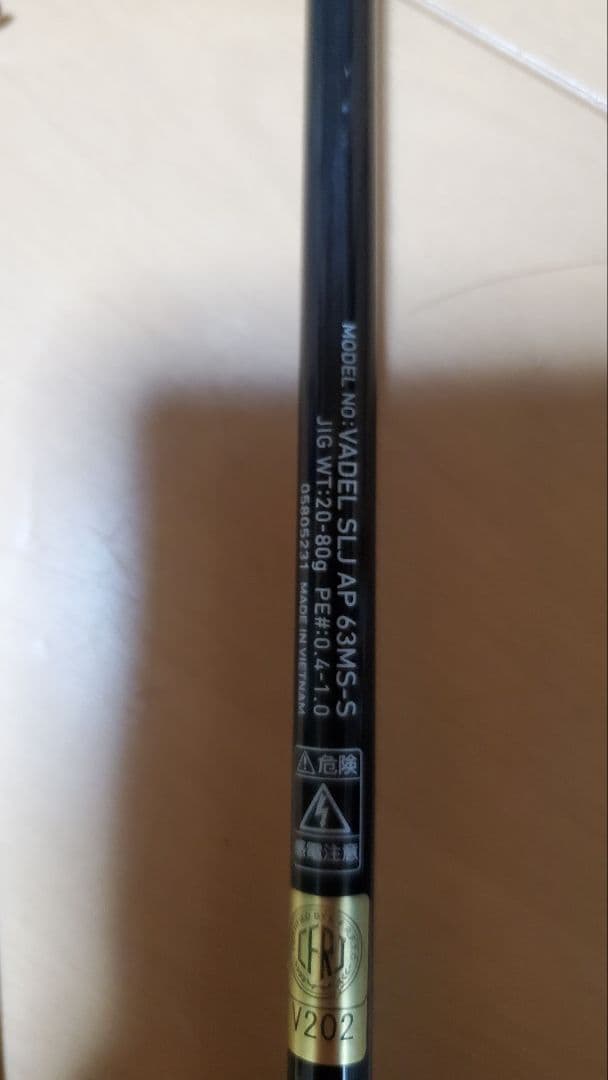 MODEL NO:VADEL SLJ AP 63MS-S
JIG WT:20-80g PE#:0.4-1.0
05805231 MADE IN VIETNAM
⚠危険
感電注意
CFRJ
V202